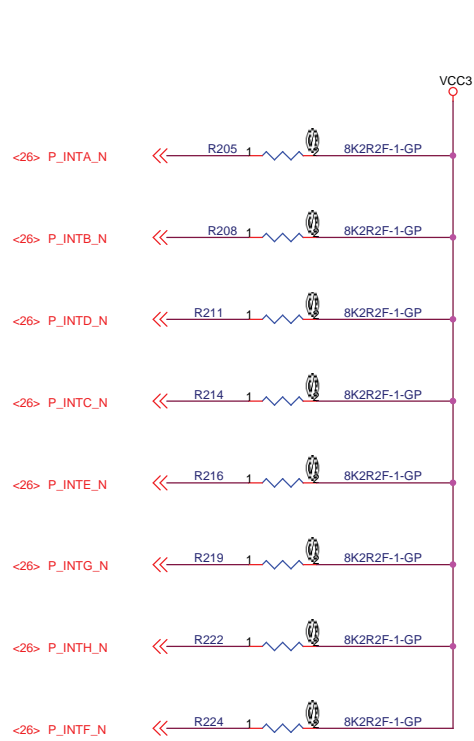 VCC3
<26> P_INTA_N R205 1 2 8K2R2F-1-GP
<26> P_INTB_N R208 1 2 8K2R2F-1-GP
<26> P_INTD_N R211 1 2 8K2R2F-1-GP
<26> P_INTC_N R214 1 2 8K2R2F-1-GP
<26> P_INTE_N R216 1 2 8K2R2F-1-GP
<26> P_INTG_N R219 1 2 8K2R2F-1-GP
<26> P_INTH_N R222 1 2 8K2R2F-1-GP
<26> P_INTF_N R224 1 2 8K2R2F-1-GP